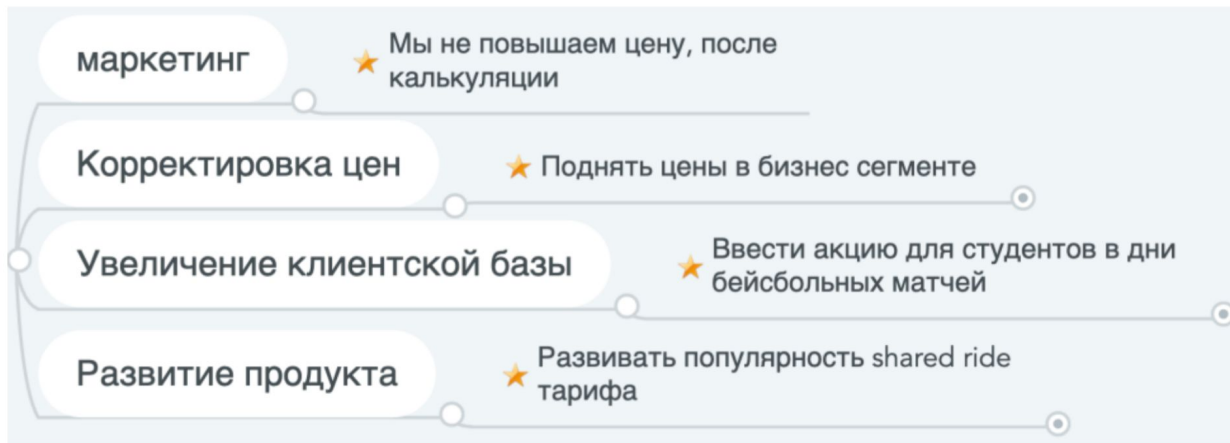 маркетинг
Мы не повышаем цену, после
калькуляции
Корректировка цен
Поднять цены в бизнес сегменте
Увеличение клиентской базы
Ввести акцию для студентов в дни
бейсбольных матчей
Развитие продукта
Развивать популярность shared ride
тарифа